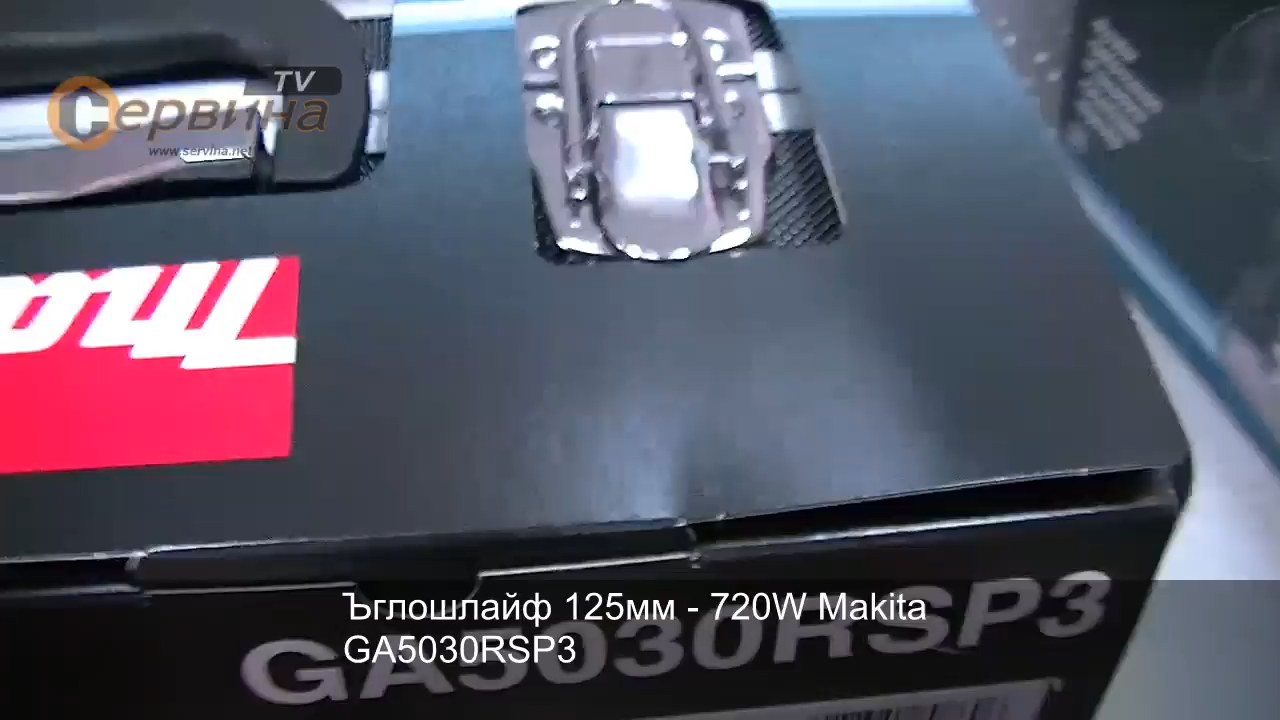 TV
Сервина
www.servina.net
Ъглошлайф 125мм - 720W Makita
GA5030RSP3
GA5030RSP3